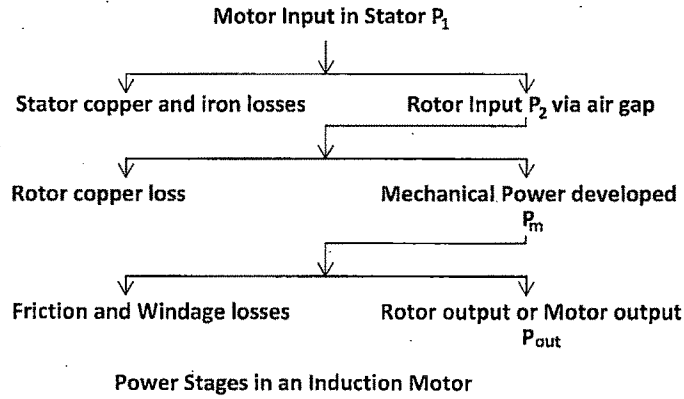 Motor Input in Stator P₁
Stator copper and iron losses
Rotor Input P₂ via air gap
Rotor copper loss
Mechanical Power developed
Pₘ
Friction and Windage losses
Rotor output or Motor output
Pout
Power Stages in an Induction Motor